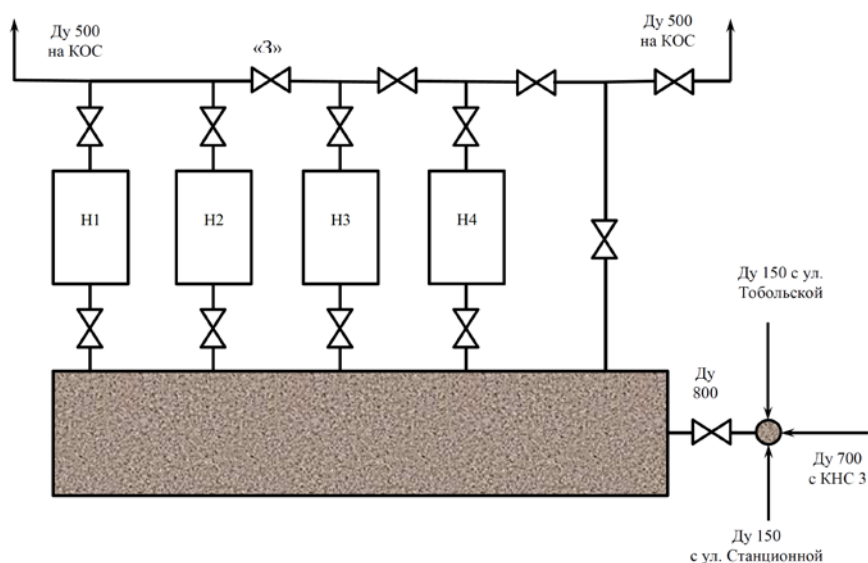 Ду 500
на КОС
«З»
Ду 500
на КОС
Н1
Н2
Н3
Н4
Ду 150 с ул.
Тобольской
Ду
800
Ду 700
с КНС 3
Ду 150
с ул. Станционной